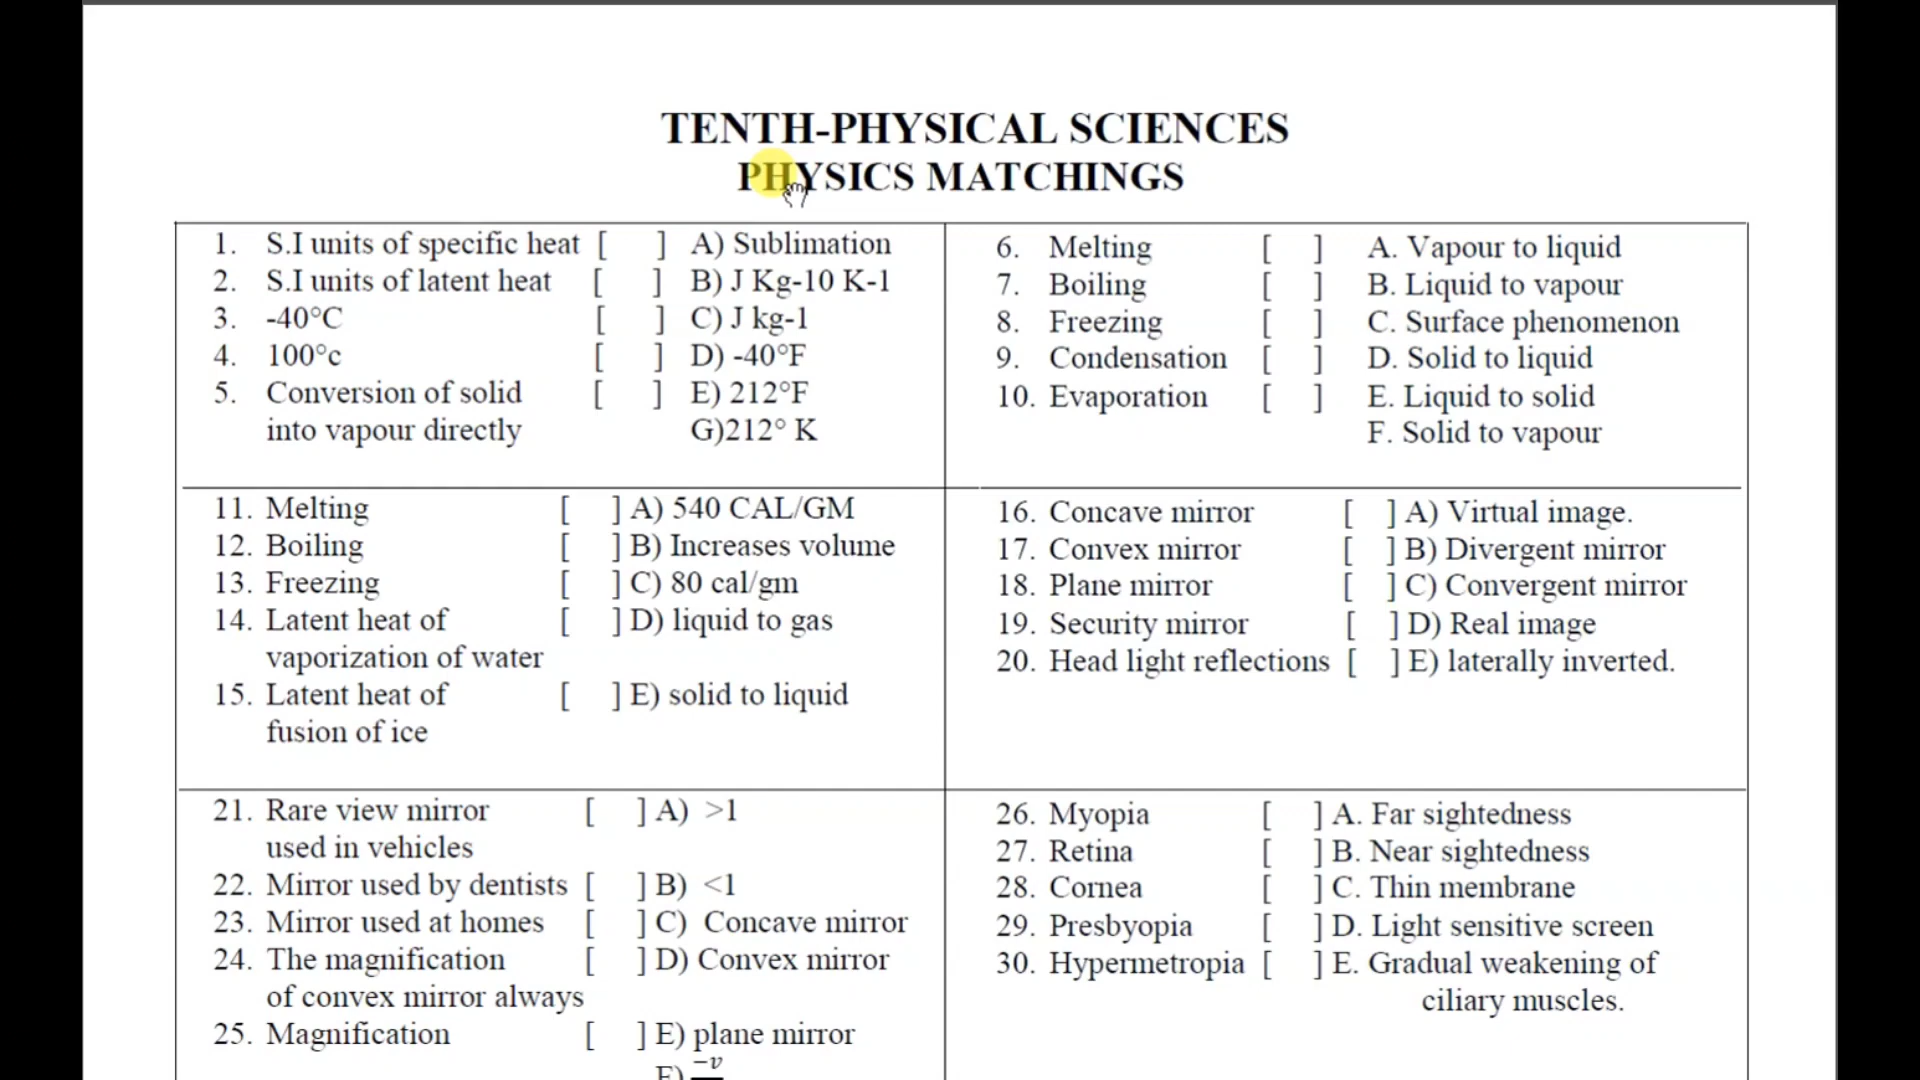 TENTH-PHYSICAL SCIENCES
PHYSICS MATCHINGS
1. S.I units of specific heat [ ] A) Sublimation
2. S.I units of latent heat [ ] B) J Kg-10 K-1
3. -40°C [ ] C) J kg-1
4. 100°c [ ] D) -40°F
5. Conversion of solid [ ] E) 212°F
into vapour directly G)212° K
6. Melting [ ] A. Vapour to liquid
7. Boiling [ ] B. Liquid to vapour
8. Freezing [ ] C. Surface phenomenon
9. Condensation [ ] D. Solid to liquid
10. Evaporation [ ] E. Liquid to solid
F. Solid to vapour
11. Melting [ ] A) 540 CAL/GM
12. Boiling [ ] B) Increases volume
13. Freezing [ ] C) 80 cal/gm
14. Latent heat of [ ] D) liquid to gas
vaporization of water
15. Latent heat of [ ] E) solid to liquid
fusion of ice
16. Concave mirror [ ] A) Virtual image.
17. Convex mirror [ ] B) Divergent mirror
18. Plane mirror [ ] C) Convergent mirror
19. Security mirror [ ] D) Real image
20. Head light reflections [ ] E) laterally inverted.
21. Rare view mirror [ ] A) >1
used in vehicles
22. Mirror used by dentists [ ] B) <1
23. Mirror used at homes [ ] C) Concave mirror
24. The magnification [ ] D) Convex mirror
of convex mirror always
25. Magnification [ ] E) plane mirror
F) -v
26. Myopia [ ] A. Far sightedness
27. Retina [ ] B. Near sightedness
28. Cornea [ ] C. Thin membrane
29. Presbyopia [ ] D. Light sensitive screen
30. Hypermetropia [ ] E. Gradual weakening of
ciliary muscles.